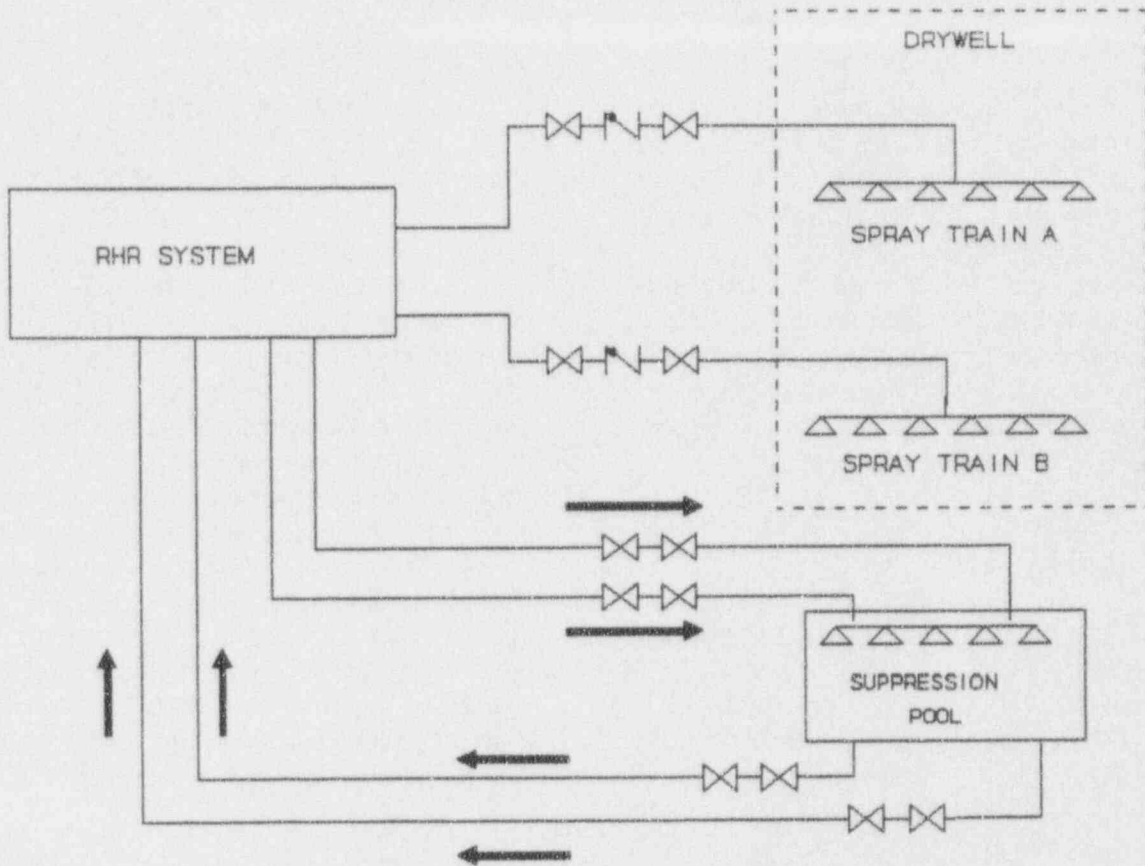 DRYWELL
RHR SYSTEM
SPRAY TRAIN A
SPRAY TRAIN B
SUPPRESSION
POOL